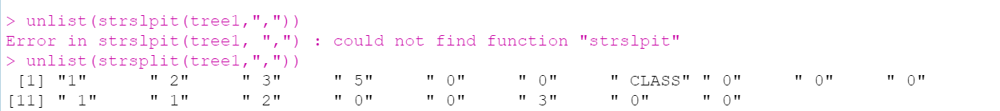 > unlist(strslpit(tree1,","))
Error in strslpit(tree1, ",") : could not find function "strslpit"
> unlist(strsplit(tree1,","))
 [1] "1"      " 2"     " 3"     " 5"     " 0"     " 0"     " CLASS" " 0"     " 0"     " 0"
[11] " 1"     " 1"     " 2"     " 0"     " 0"     " 3"     " 0"     " 0"